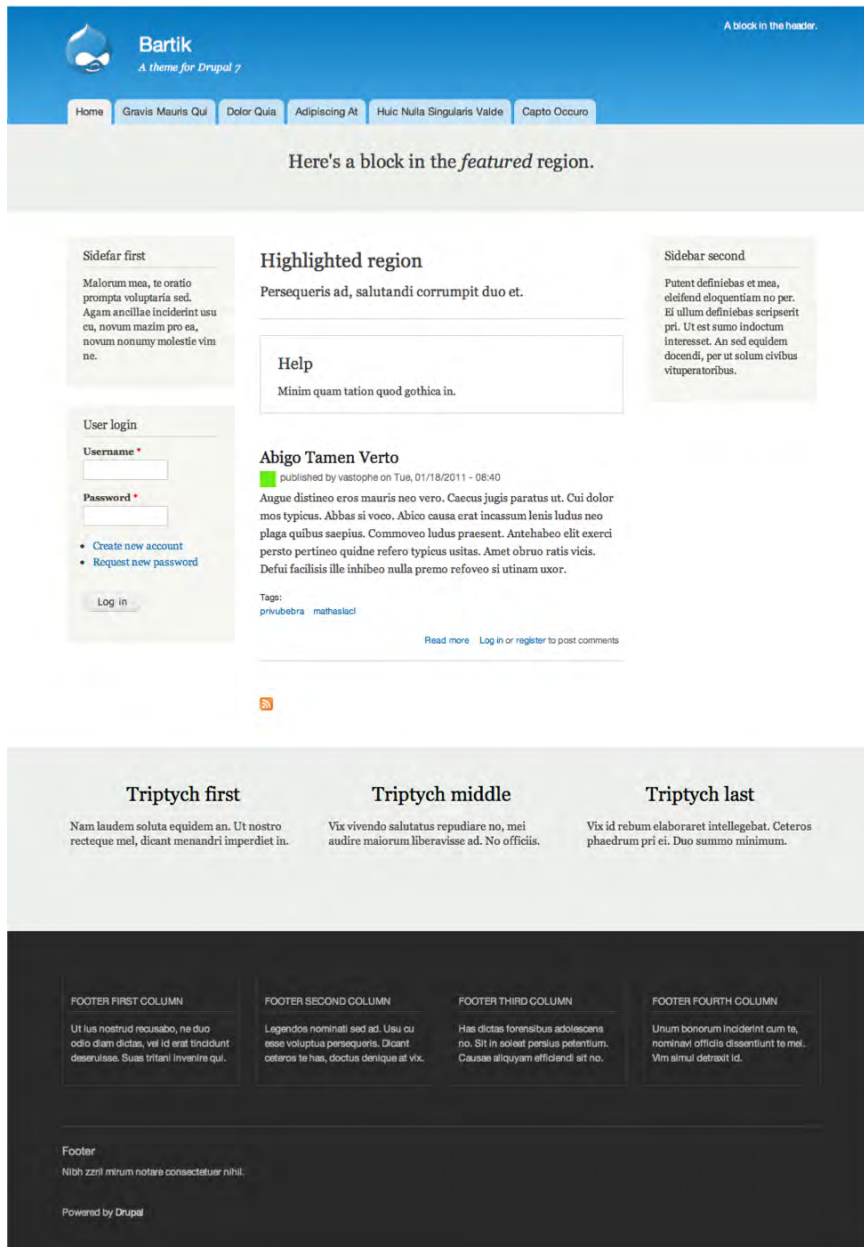 A block in the header.
Bartik
A theme for Drupal 7
Home Gravis Mauris Qui Dolor Quia Adipiscing At Huic Nulla Singularis Valde Capto Occuro
Here's a block in the featured region.
Sidefar first
Malorum mea, te oratio
prompta voluptaria sed.
Agam ancillae inciderint usu
cu, novum mazim pro ea,
novum nonumy molestie vim
ne.
User login
Username *
Password *
Create new account
Request new password
Log in
Highlighted region
Persequeris ad, salutandi corrumpit duo et.
Help
Minim quam tation quod gothica in.
Abigo Tamen Verto
published by vastophe on Tue, 01/18/2011 - 08:40
Augue distineo eros mauris neo vero. Caecus jugis paratus ut. Cui dolor
mos typicus. Abbas si voco. Abico causa erat incassum lenis ludus neo
plaga quibus saepius. Commoveo ludus praesent. Antehabeo elit exerci
persto pertineo quidne refero typicus usitas. Amet obruo ratis vicis.
Defui facilisis ille inhibeo nulla premo refoveo si utinam uxor.
Tags:
privubebra mathaslacl
Read more Log in or register to post comments
Sidebar second
Putent definiebas et mea,
eleifend eloquentiam no per.
Ei ullum definiebas scripserit
pri. Ut est sumo indoctum
interesset. An sed equidem
docendi, per ut solum civibus
vituperatoribus.
Triptych first
Nam laudem soluta equidem an. Ut nostro
recteque mel, dicant menandri imperdiet in.
Triptych middle
Vix vivendo salutatus repudiare no, mei
audire maiorum liberavisse ad. No officiis.
Triptych last
Vix id rebum elaboraret intellegebat. Ceteros
phaedrum pri ei. Duo summo minimum.
FOOTER FIRST COLUMN
Ut ius nostrud recusabo, ne duo
odio diam dictas, vel id erat tincidunt
deseruisse. Suas tritani invenire qui.
FOOTER SECOND COLUMN
Legendos nominati sed ad. Usu cu
esse voluptua persequeris. Dicant
ceteros te has, doctus denique at vix.
FOOTER THIRD COLUMN
Has dictas forensibus adolescens
no. Sit in soleat persius petentium.
Causae aliquyam efficiendi sit no.
FOOTER FOURTH COLUMN
Unum bonorum inciderint cum te,
nominavi officiis dissentiunt te mei.
Vim simul detraxit id.
Footer
Nibh zzril mirum notare consectetuer nihil.
Powered by Drupal